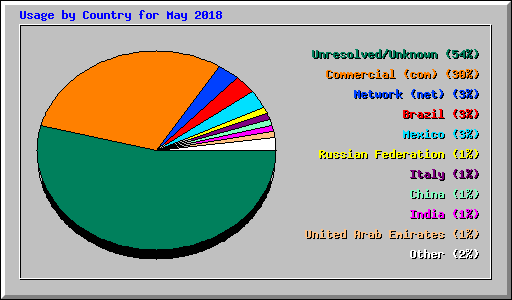 Usage by Country for May 2018
Unresolved/Unknown (54%)
Commercial (com) (30%)
Network (net) (3%)
Brazil (3%)
Mexico (3%)
Russian Federation (1%)
Italy (1%)
China (1%)
India (1%)
United Arab Emirates (1%)
Other (2%)